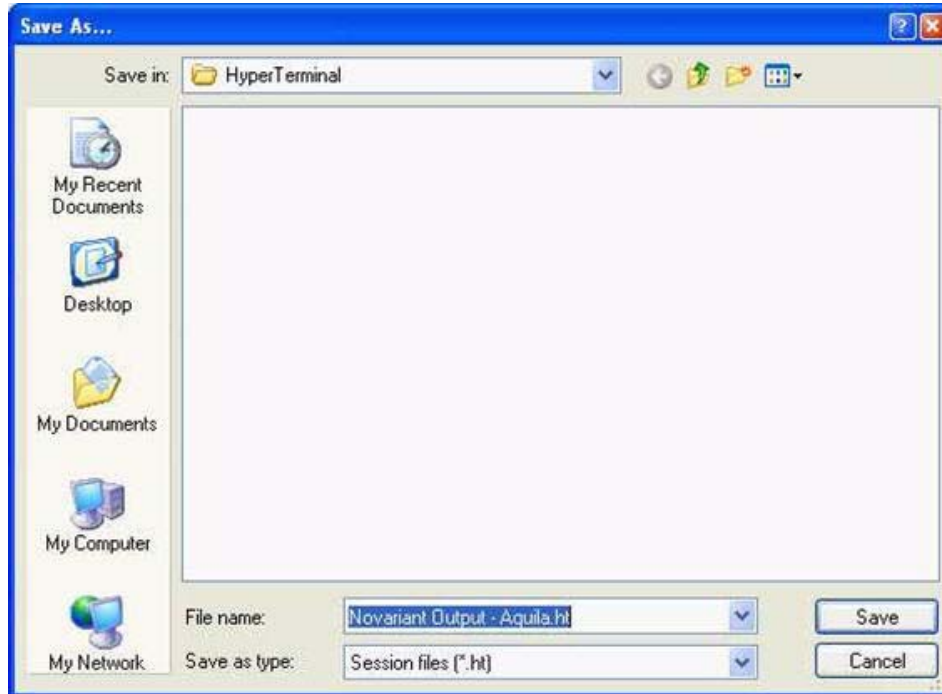 Save As...
Save in:
HyperTerminal
My Recent
Documents
Desktop
My Documents
My Computer
My Network
File name:
Novariant Output - Aquila.ht
Save
Save as type:
Session files (*.ht)
Cancel